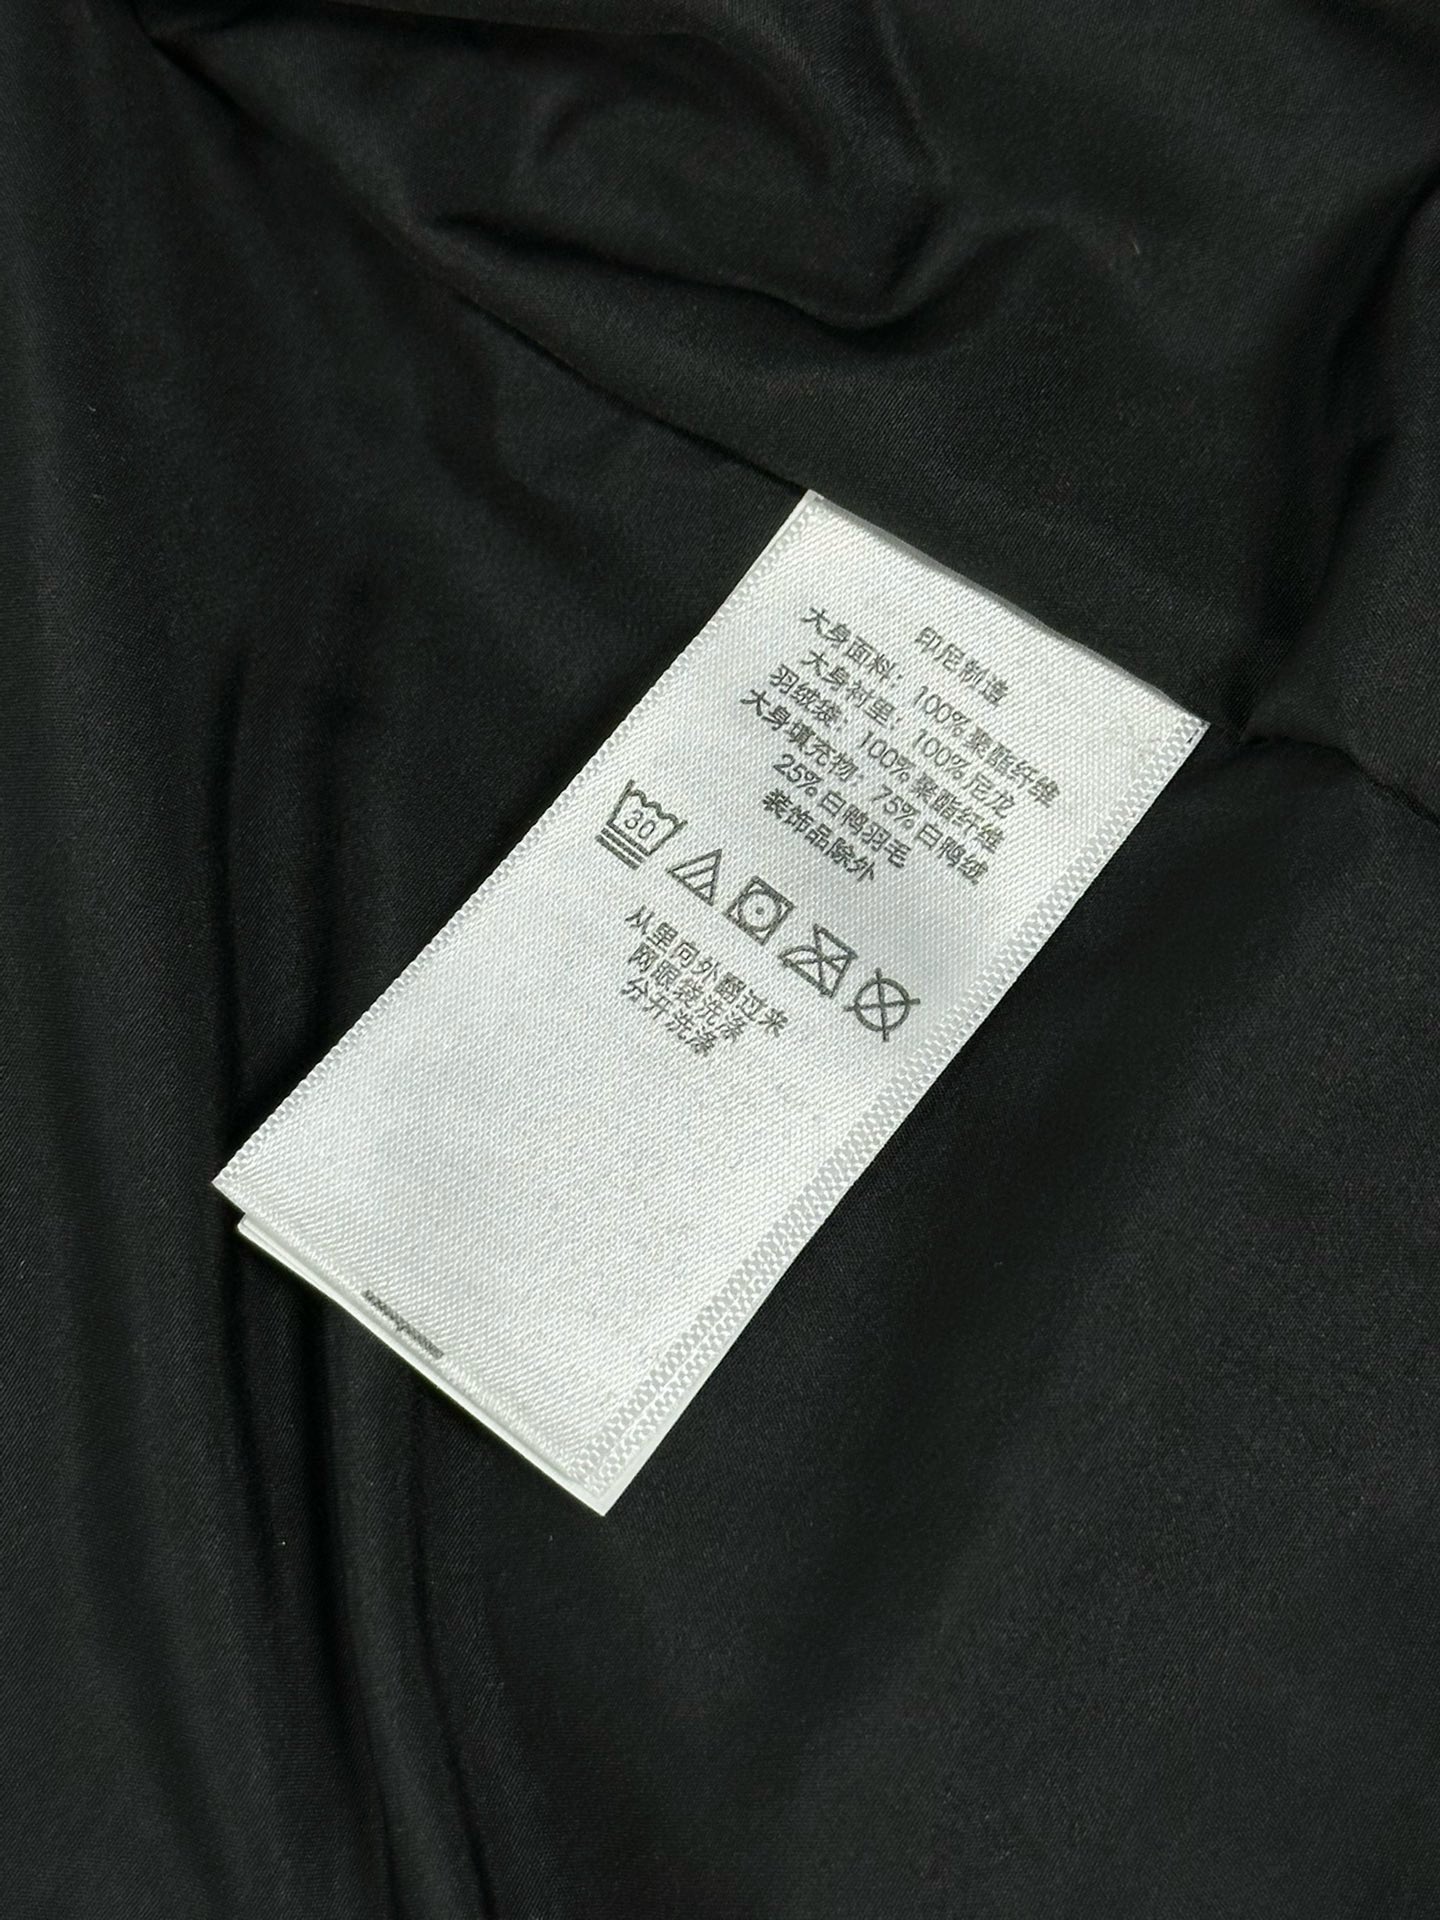 印尼制造
大身面料：100%聚酯纤维
大身衬里：100%尼龙
羽绒袋：100%聚酯纤维
大身填充物：75%白鸭绒
25%白鸭羽毛
装饰品除外
30
从里向外翻过来
网眼袋洗涤
分开洗涤